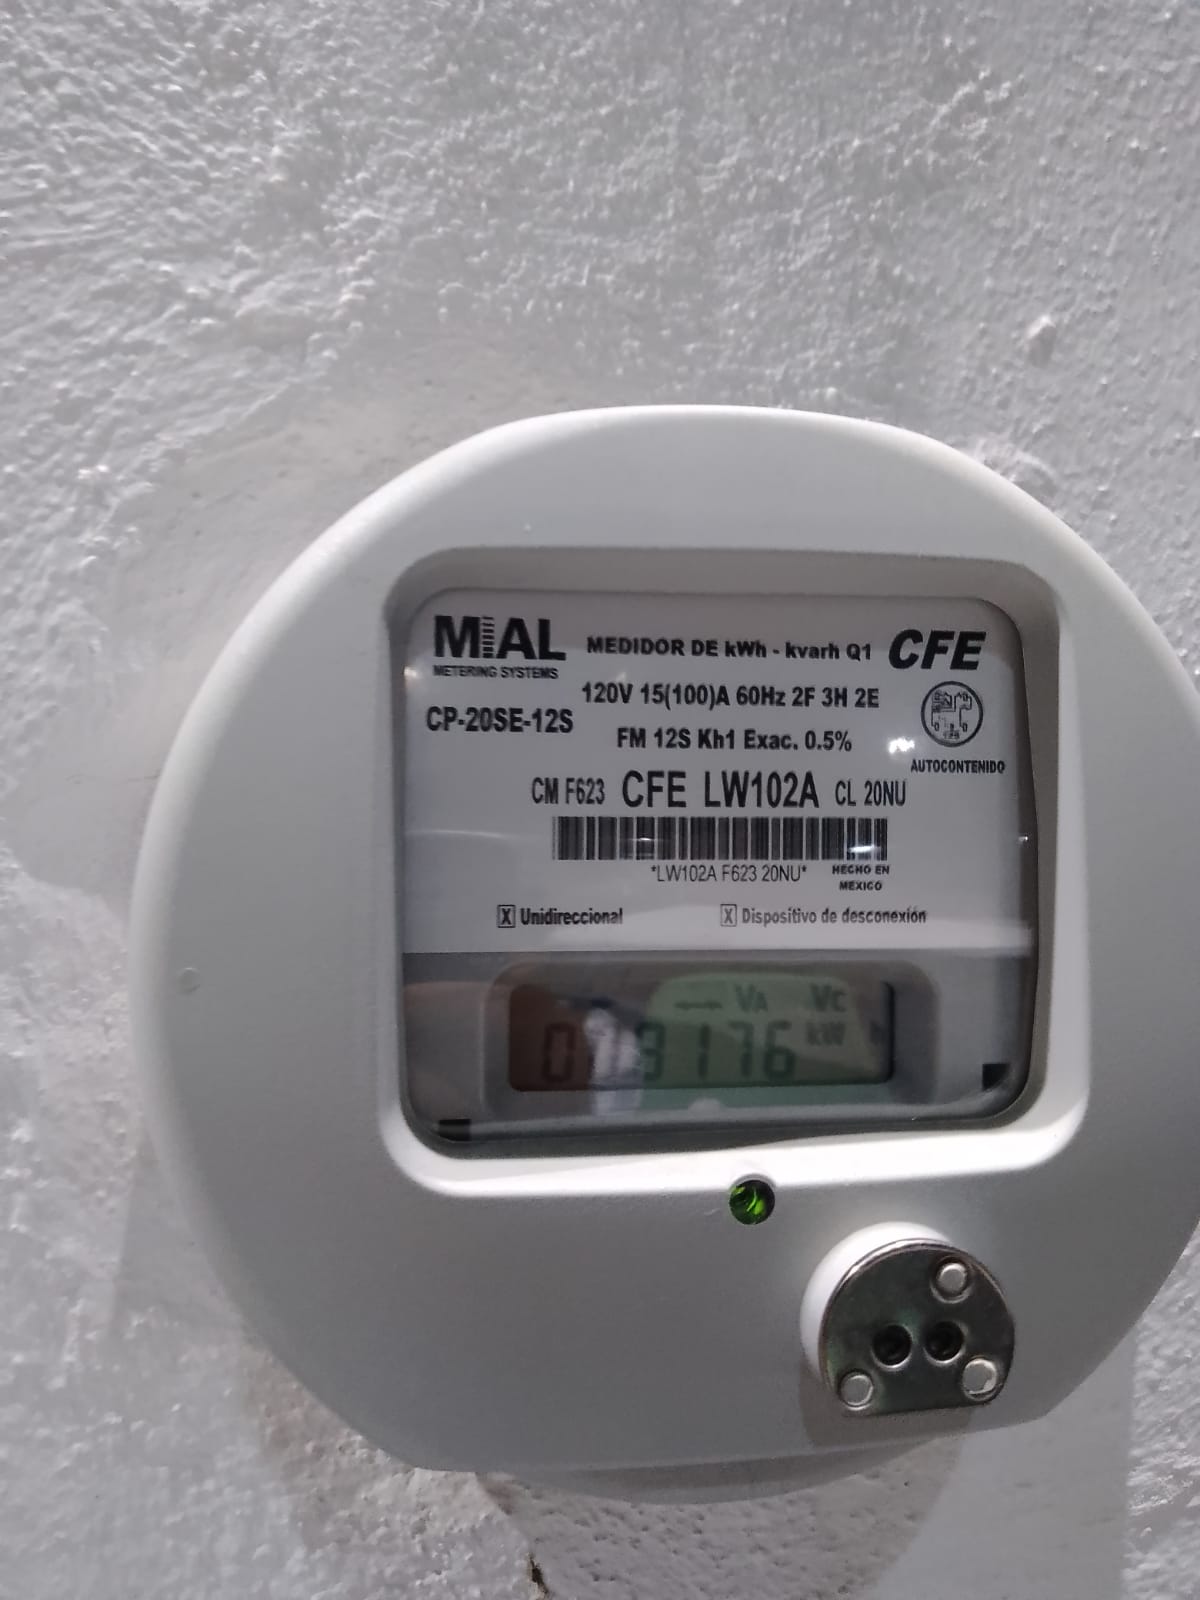 MIAL
METERING SYSTEMS
MEDIDOR DE kWh - kvarh Q1
CFE
120V 15(100)A 60Hz 2F 3H 2E
CP-20SE-12S
FM 12S Kh1 Exac. 0.5%
AUTOCONTENIDO
CM F623 CFE LW102A CL 20NU
*LW102A F623 20NU*
HECHO EN
MEXICO
X Unidireccional
X Dispositivo de desconexión
VA VC
kW